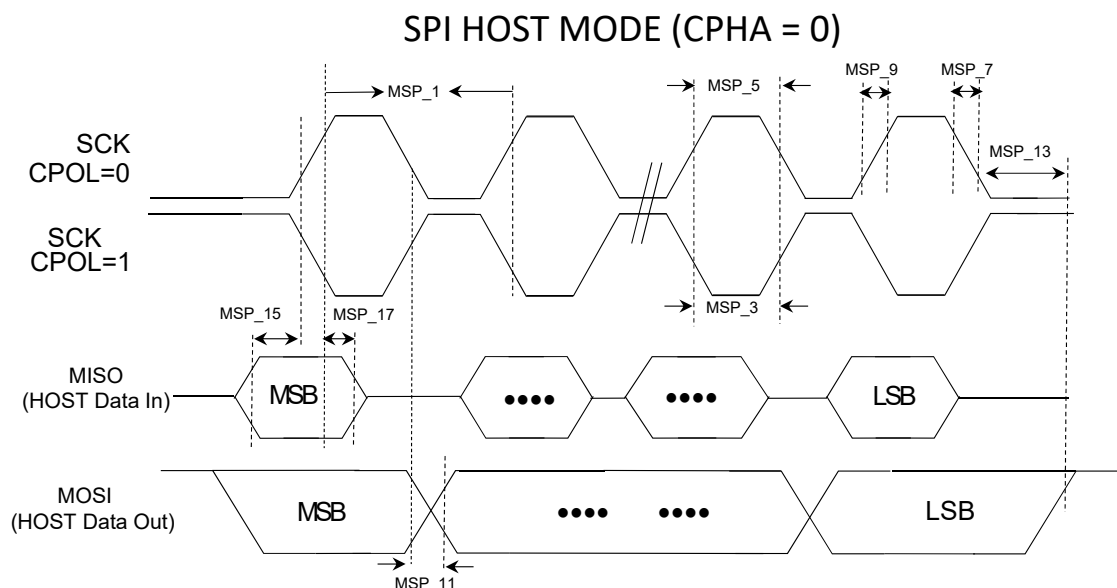 SPI HOST MODE (CPHA = 0)
MSP_9
MSP_7
MSP_1
MSP_5
SCK
CPOL=0
MSP_13
SCK
CPOL=1
MSP_15
MSP_17
MSP_3
MISO
(HOST Data In)
MSB
••••
••••
LSB
MOSI
(HOST Data Out)
MSB
••••
••••
LSB
MSP_11